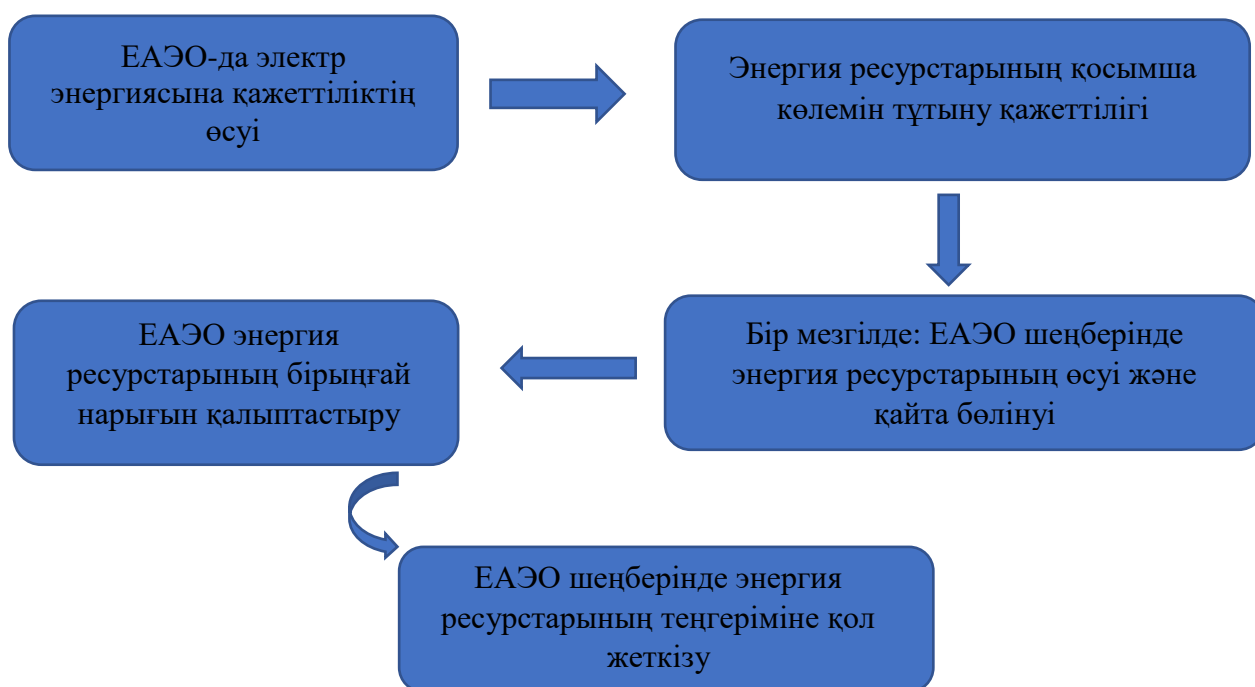 ЕАЭО-да электр
энергиясына қажеттіліктің
өсуі
Энергия ресурстарының қосымша
көлемін тұтыну қажеттілігі
Бір мезгілде: ЕАЭО шеңберінде
энергия ресурстарының өсуі және
қайта бөлінуі
ЕАЭО энергия
ресурстарының бірыңғай
нарығын қалыптастыру
ЕАЭО шеңберінде энергия
ресурстарының теңгеріміне қол
жеткізу